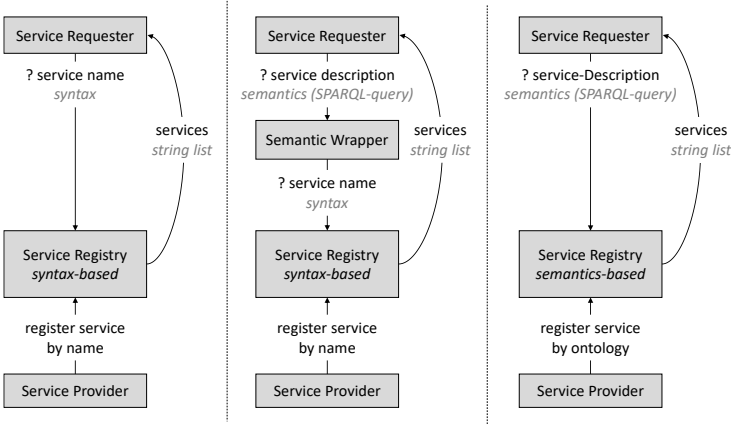 Service Requester
? service name
syntax
services
string list
Service Registry
syntax-based
register service
by name
Service Provider
Service Requester
? service description
semantics (SPARQL-query)
Semantic Wrapper
? service name
syntax
services
string list
Service Registry
syntax-based
register service
by name
Service Provider
Service Requester
? service-Description
semantics (SPARQL-query)
services
string list
Service Registry
semantics-based
register service
by ontology
Service Provider